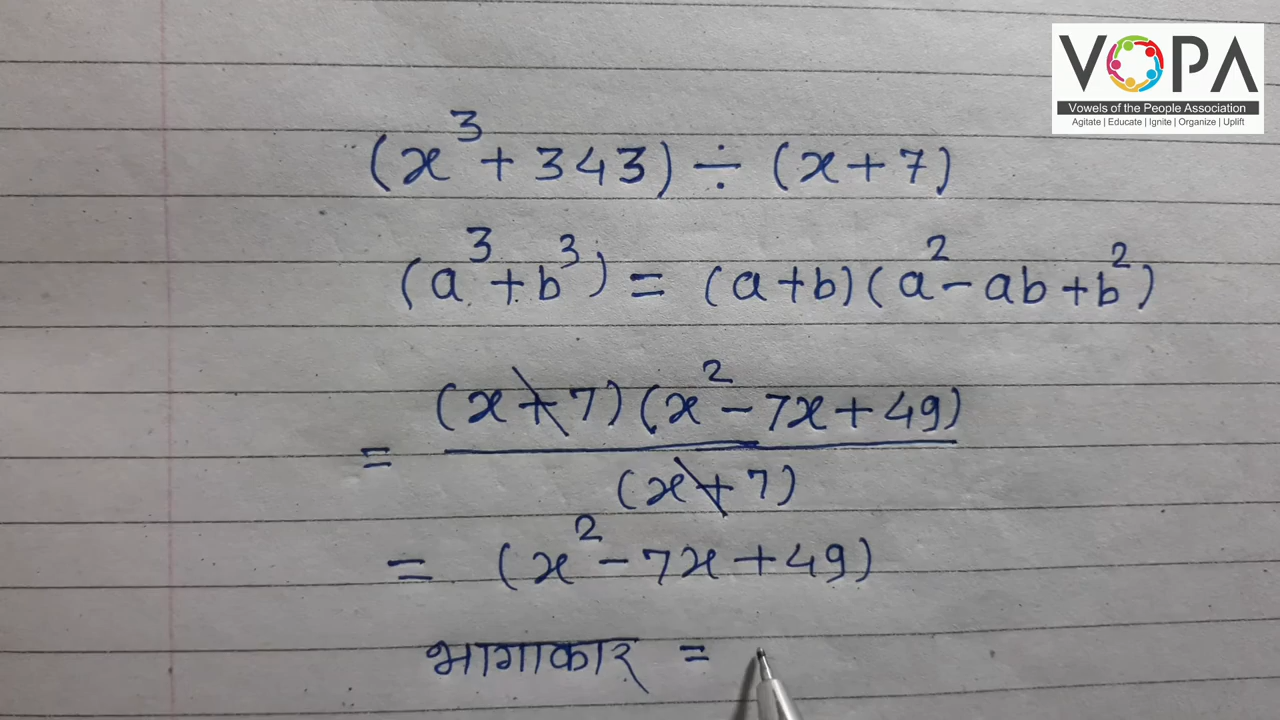 VOPA
Vowels of the People Association
Agitate | Educate | Ignite | Organize | Uplift
(x³ + 343) ÷ (x + 7)
(a³ + b³) = (a + b) (a² - ab + b²)
= (x + 7) (x² - 7x + 49)
(x + 7)
= (x² - 7x + 49)
भागाकार =